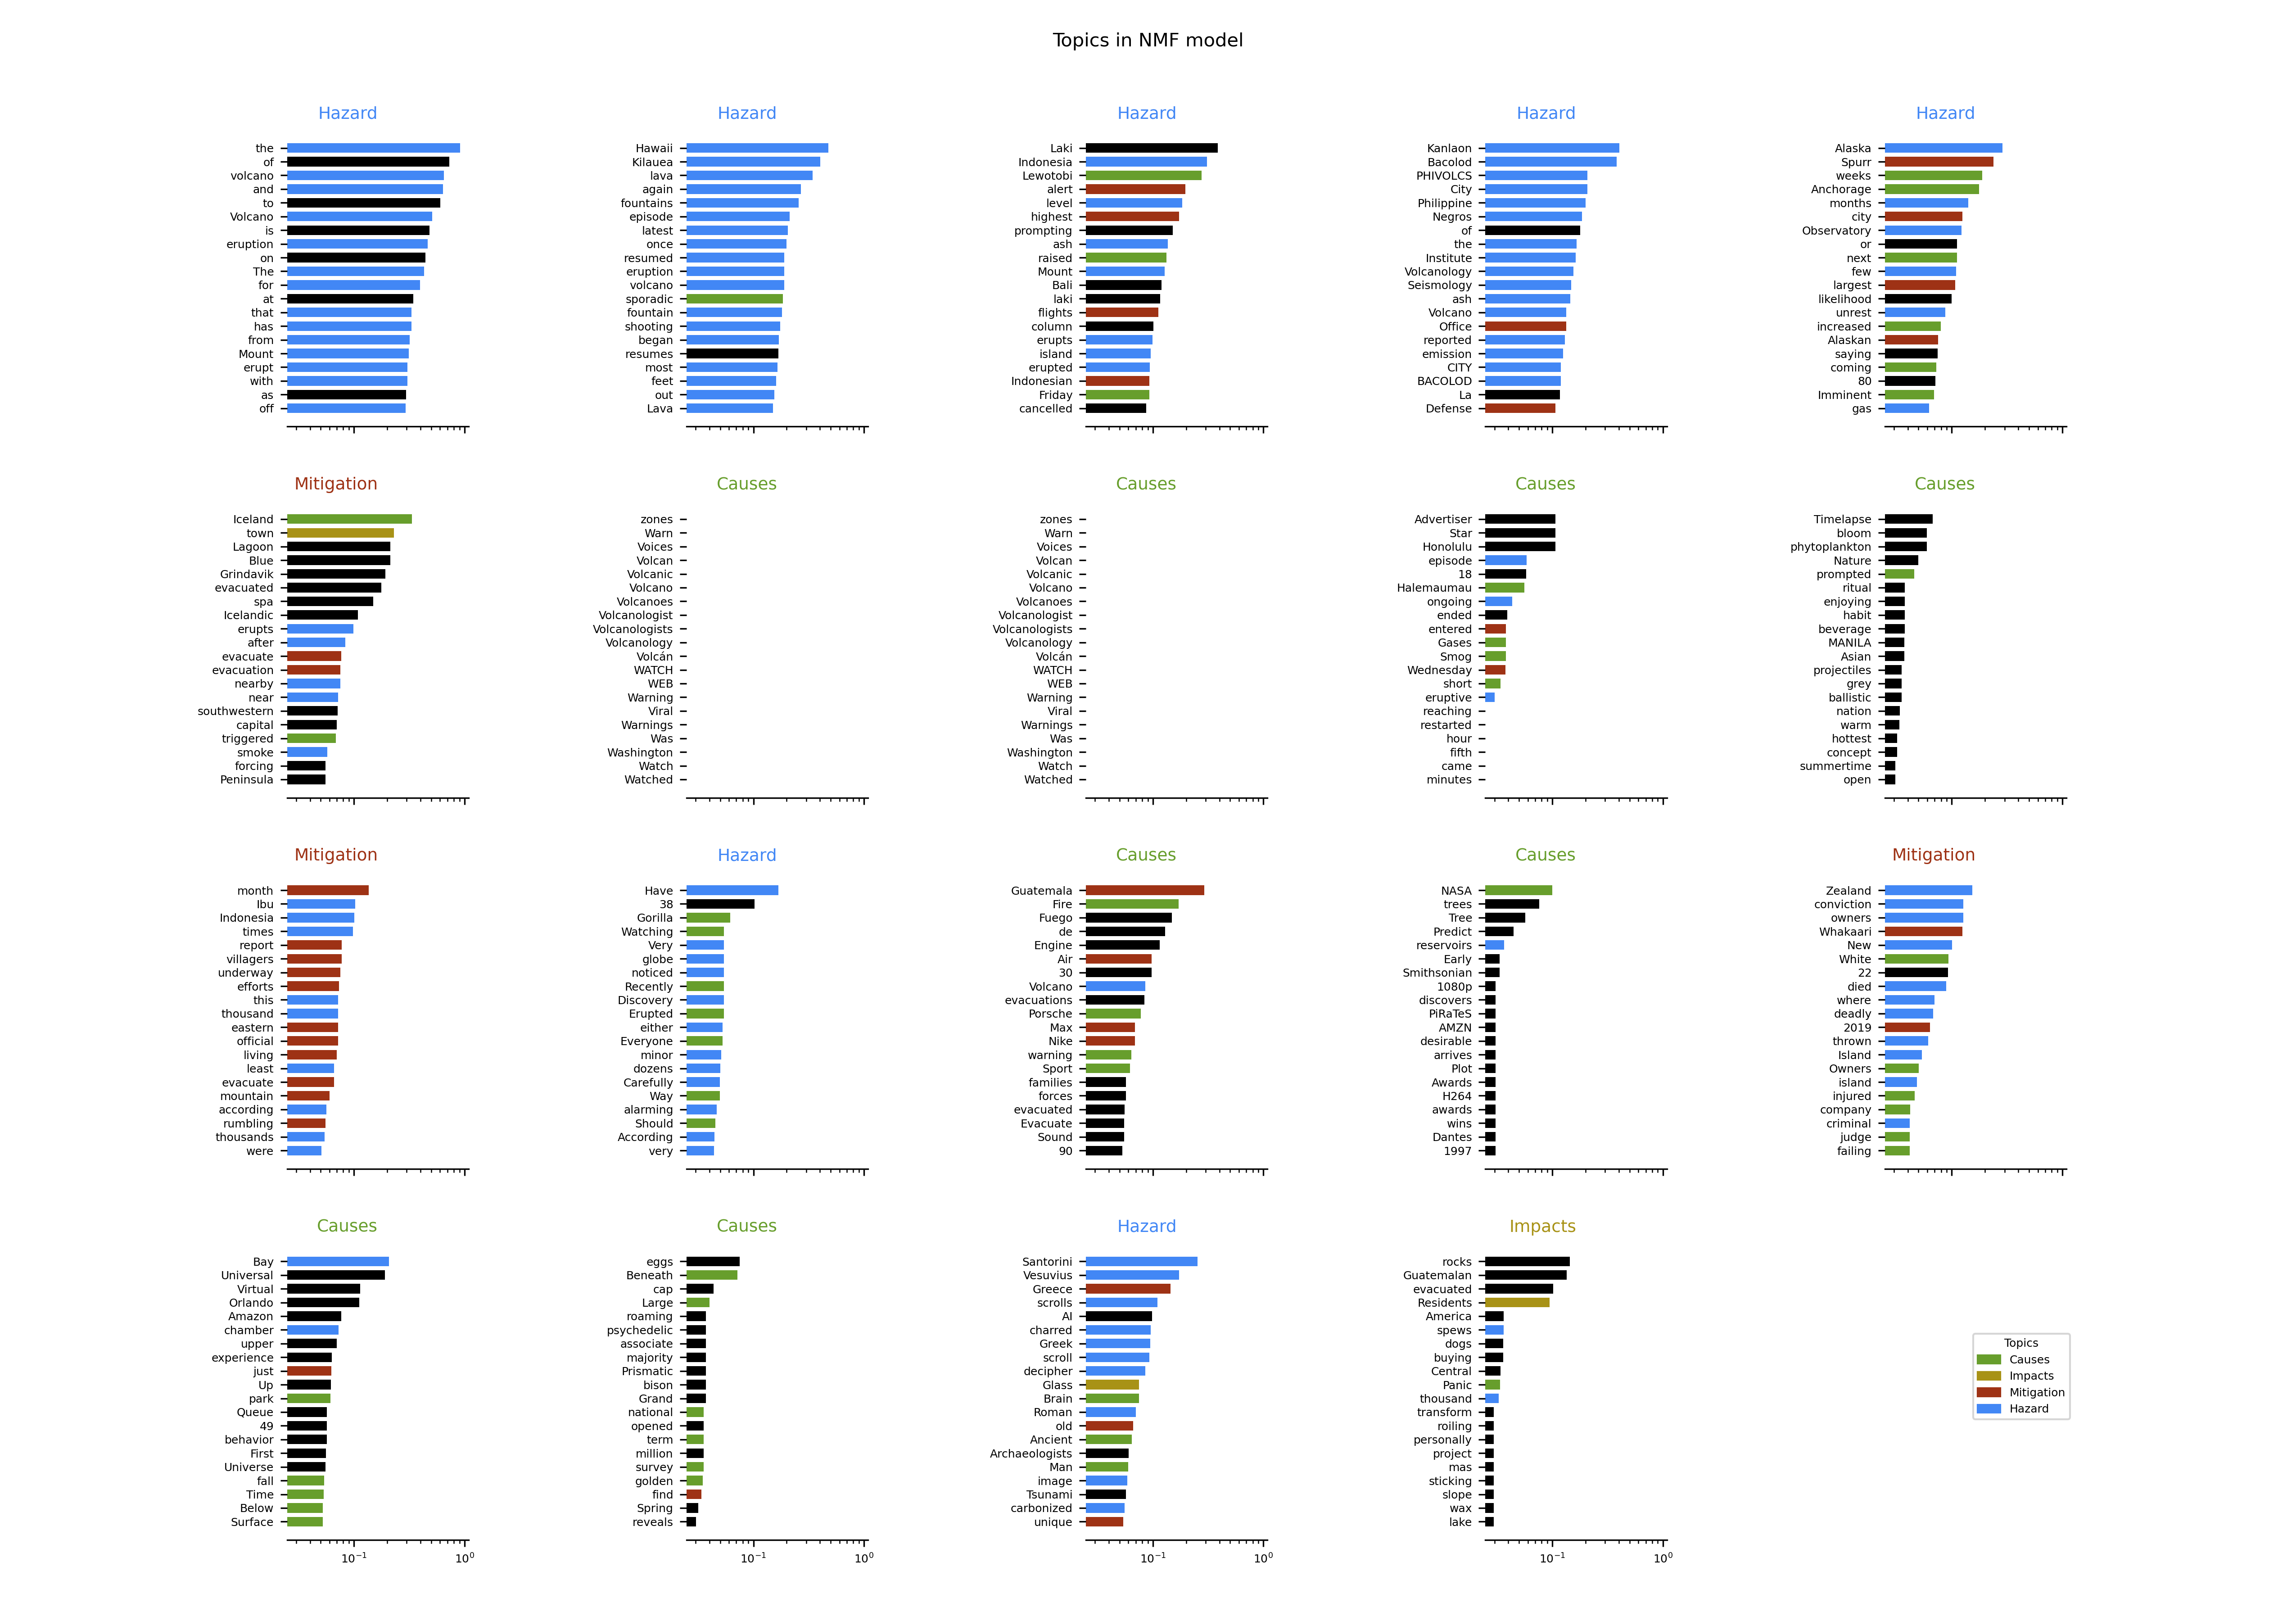 Topics in NMF model
Hazard
the
of
volcano
and
to
Volcano
is
eruption
on
The
for
at
that
has
from
Mount
erupt
with
as
off
Hazard
Hawaii
Kilauea
lava
again
fountains
episode
latest
once
resumed
eruption
volcano
sporadic
fountain
shooting
began
resumes
most
feet
out
Lava
Hazard
Laki
Indonesia
Lewotobi
alert
level
highest
prompting
ash
raised
Mount
Bali
laki
flights
column
erupts
island
erupted
Indonesian
Friday
cancelled
Hazard
Kanlaon
Bacolod
PHIVOLCS
City
Philippine
Negros
of
the
Institute
Volcanology
Seismology
ash
Volcano
Office
reported
emission
CITY
BACOLOD
La
Defense
Hazard
Alaska
Spurr
weeks
Anchorage
months
city
Observatory
or
next
few
largest
likelihood
unrest
increased
Alaskan
saying
coming
80
Imminent
gas
Mitigation
Iceland
town
Lagoon
Blue
Grindavik
evacuated
spa
Icelandic
erupts
after
evacuate
evacuation
nearby
near
southwestern
capital
triggered
smoke
forcing
Peninsula
Causes
zones
Warn
Voices
Volcan
Volcanic
Volcano
Volcanoes
Volcanologist
Volcanologists
Volcanology
Volcán
WATCH
WEB
Warning
Viral
Warnings
Was
Washington
Watch
Watched
Causes
zones
Warn
Voices
Volcan
Volcanic
Volcano
Volcanoes
Volcanologist
Volcanologists
Volcanology
Volcán
WATCH
WEB
Warning
Viral
Warnings
Was
Washington
Watch
Watched
Causes
Advertiser
Star
Honolulu
episode
18
Halemaumau
ongoing
ended
entered
Gases
Smog
Wednesday
short
eruptive
reaching
restarted
hour
fifth
came
minutes
Causes
Timelapse
bloom
phytoplankton
Nature
prompted
ritual
enjoying
habit
beverage
MANILA
Asian
projectiles
grey
ballistic
nation
warm
hottest
concept
summertime
open
Mitigation
month
Ibu
Indonesia
times
report
villagers
underway
efforts
this
thousand
eastern
official
living
least
evacuate
mountain
according
rumbling
thousands
were
Hazard
Have
38
Gorilla
Watching
Very
globe
noticed
Recently
Discovery
Erupted
either
Everyone
minor
dozens
Carefully
Way
alarming
Should
According
very
Causes
Guatemala
Fire
Fuego
de
Engine
Air
30
Volcano
evacuations
Porsche
Max
Nike
warning
Sport
families
forces
evacuated
Evacuate
Sound
90
Causes
NASA
trees
Tree
Predict
reservoirs
Early
Smithsonian
1080p
discovers
PiRaTeS
AMZN
desirable
arrives
Plot
Awards
H264
awards
wins
Dantes
1997
Mitigation
Zealand
conviction
owners
Whakaari
New
White
22
died
where
deadly
2019
thrown
Island
Owners
island
injured
company
criminal
judge
failing
Causes
Bay
Universal
Virtual
Orlando
Amazon
chamber
upper
experience
just
Up
park
Queue
49
behavior
First
Universe
fall
Time
Below
Surface
10⁻¹ 10⁰
Causes
eggs
Beneath
cap
Large
roaming
psychedelic
associate
majority
Prismatic
bison
Grand
national
opened
term
million
survey
golden
find
Spring
reveals
10⁻¹ 10⁰
Hazard
Santorini
Vesuvius
Greece
scrolls
AI
charred
Greek
scroll
decipher
Glass
Brain
Roman
old
Ancient
Archaeologists
Man
image
Tsunami
carbonized
unique
10⁻¹ 10⁰
Impacts
rocks
Guatemalan
evacuated
Residents
America
spews
dogs
buying
Central
Panic
thousand
transform
roiling
personally
project
mas
sticking
slope
wax
lake
10⁻¹ 10⁰
Topics
Causes
Impacts
Mitigation
Hazard